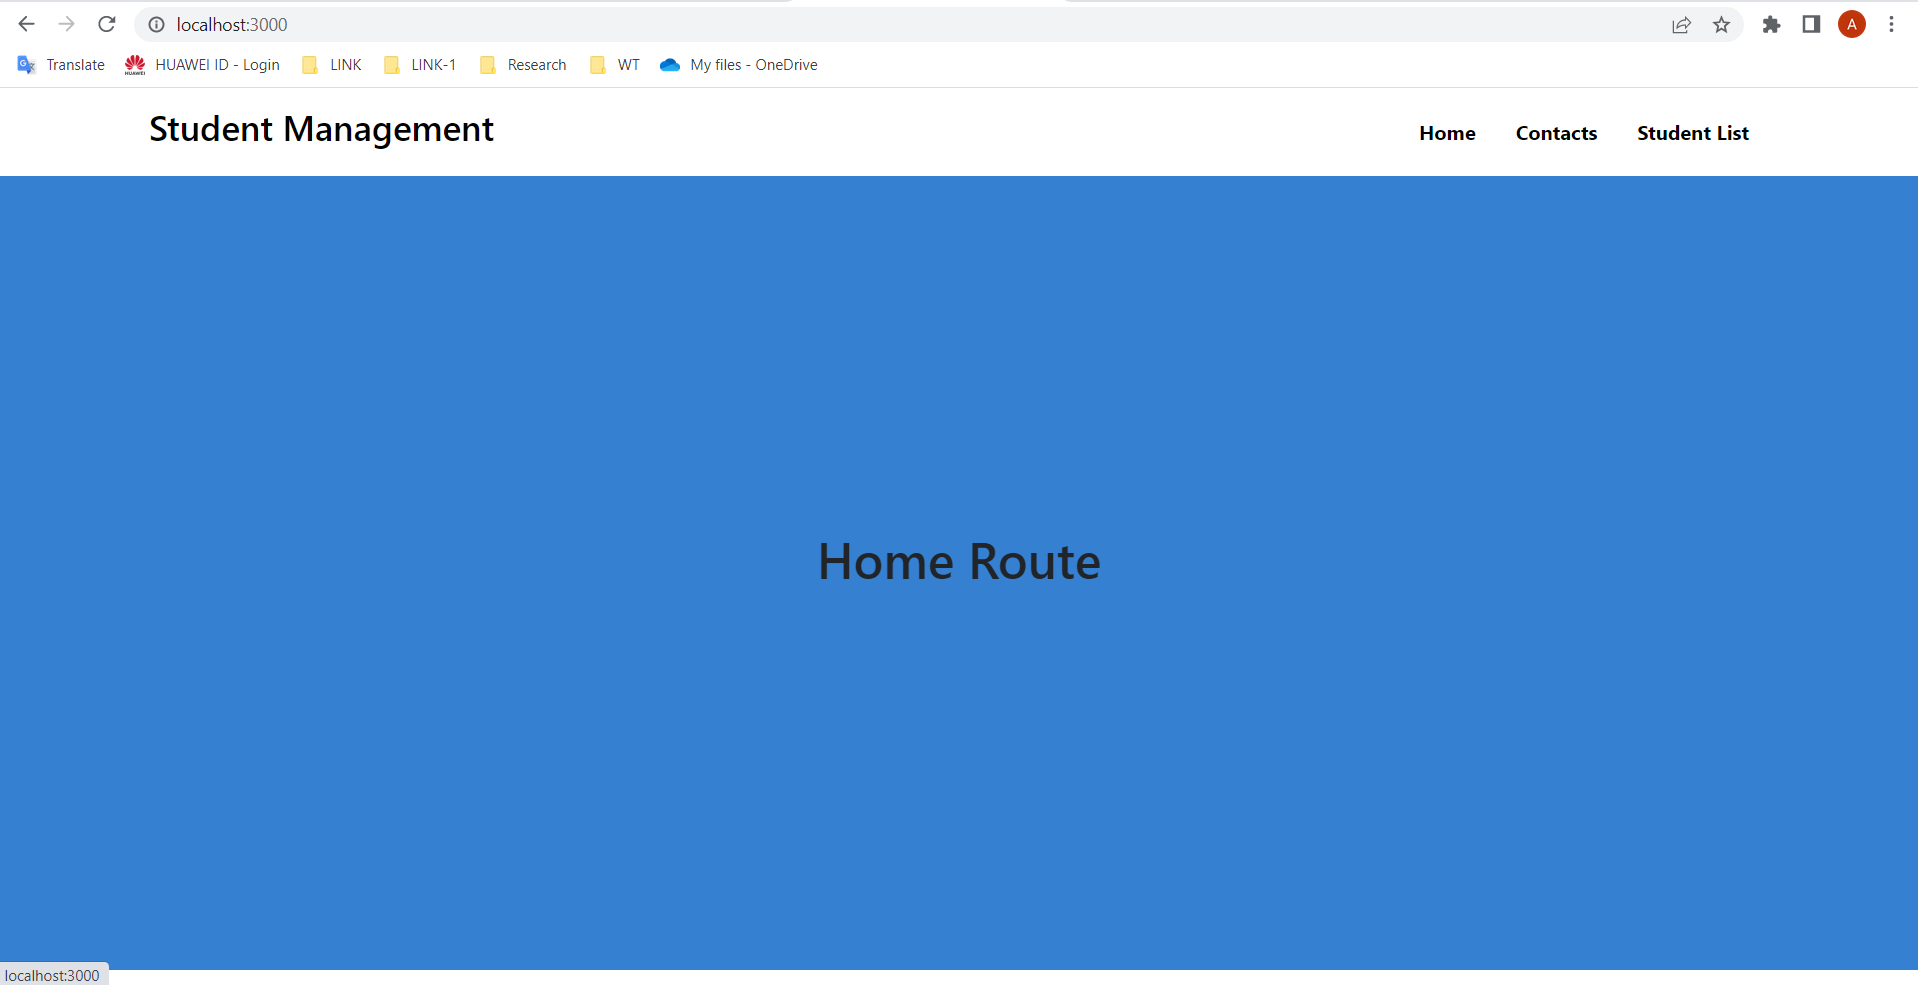 localhost:3000
A
Translate HUAWEI ID - Login LINK LINK-1 Research WT My files - OneDrive
Student Management
Home Contacts Student List
Home Route
localhost:3000